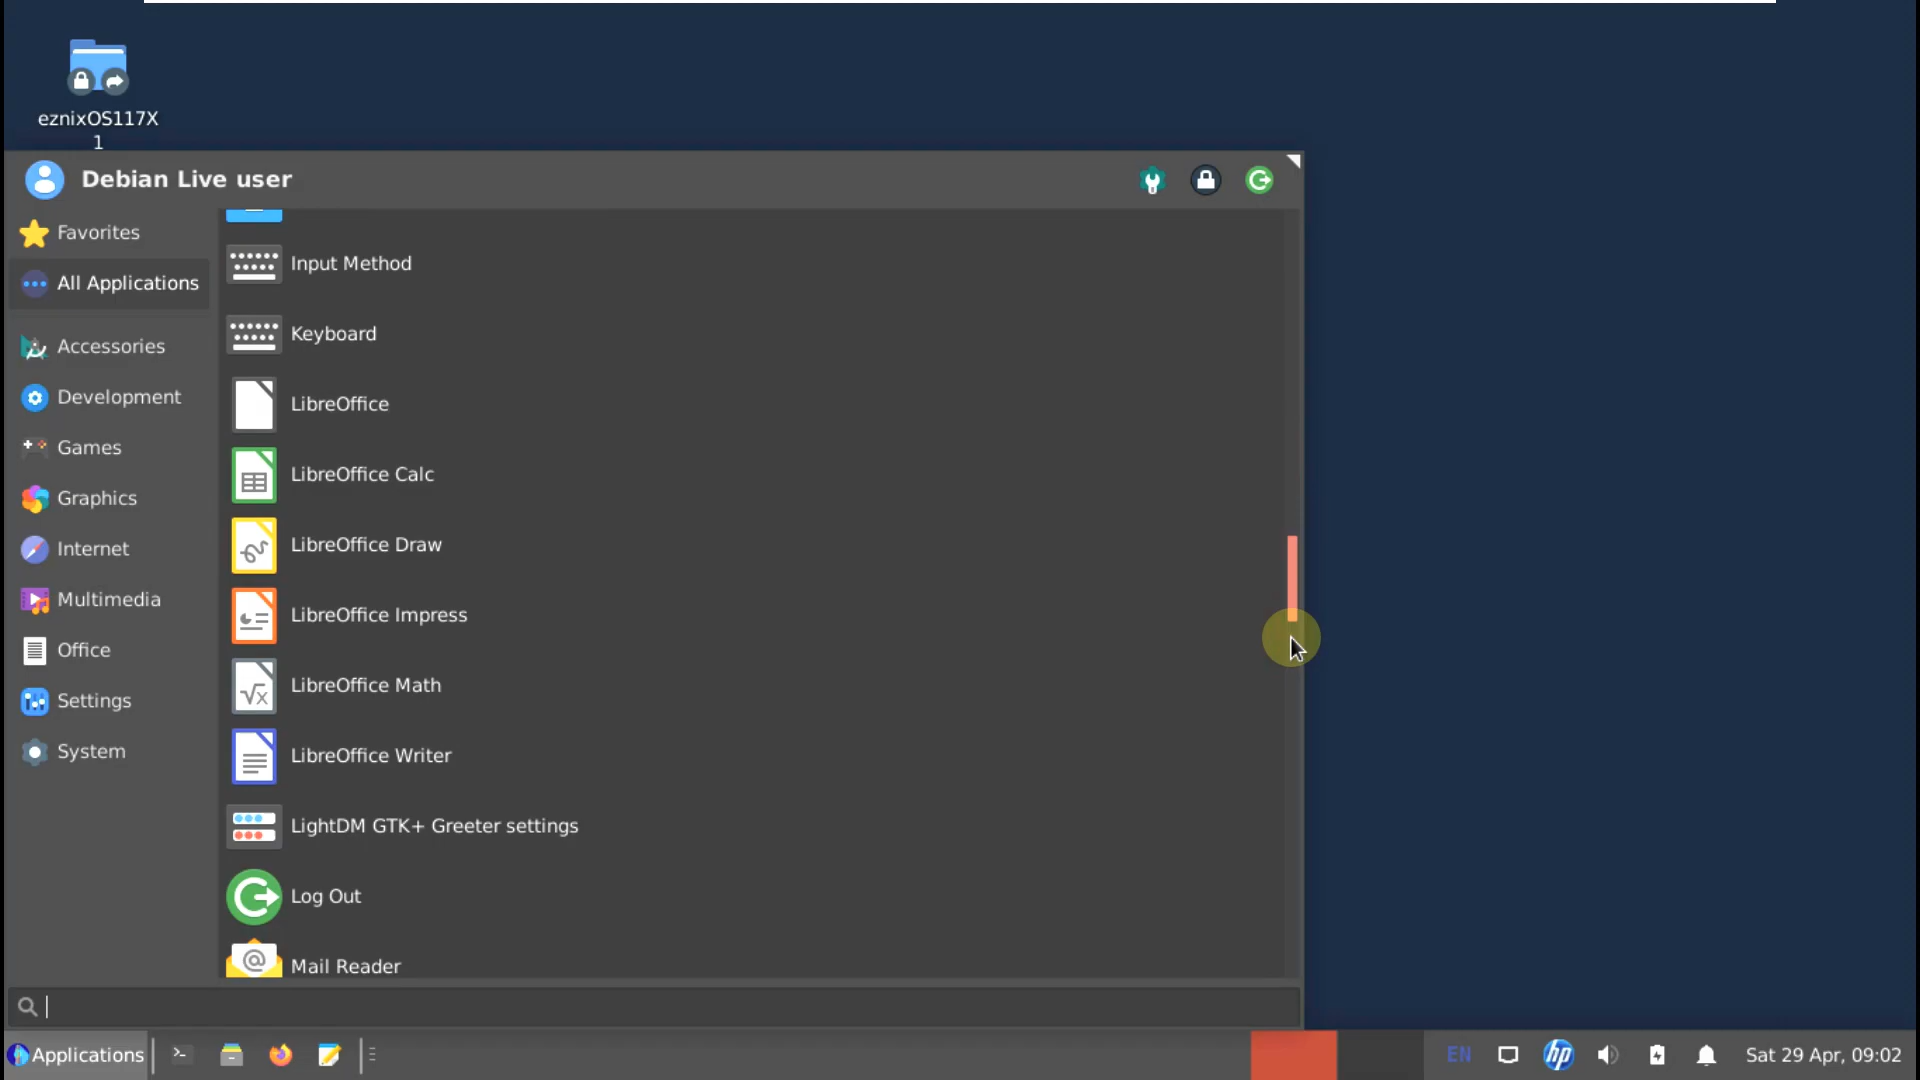 eznixOS117X
1
Debian Live user
Favorites
All Applications
Accessories
Development
Games
Graphics
Internet
Multimedia
Office
Settings
System
Input Method
Keyboard
LibreOffice
LibreOffice Calc
LibreOffice Draw
LibreOffice Impress
LibreOffice Math
LibreOffice Writer
LightDM GTK+ Greeter settings
Log Out
Mail Reader
Applications
EN
hp
Sat 29 Apr, 09:02